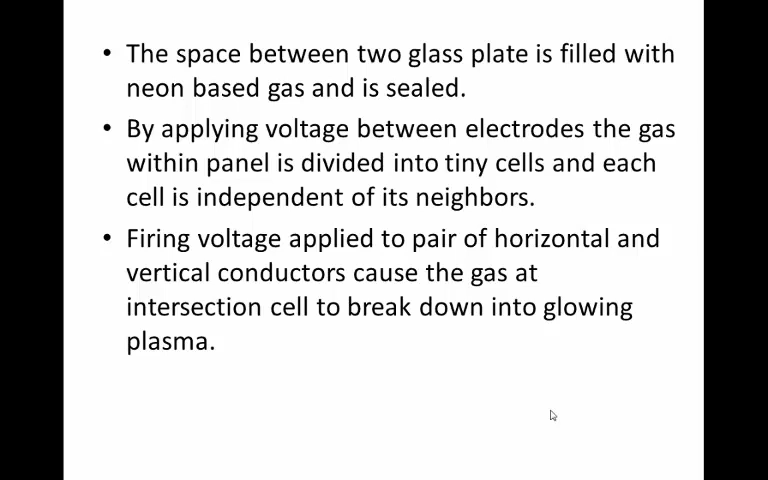 • The space between two glass plate is filled with
neon based gas and is sealed.
• By applying voltage between electrodes the gas
within panel is divided into tiny cells and each
cell is independent of its neighbors.
• Firing voltage applied to pair of horizontal and
vertical conductors cause the gas at
intersection cell to break down into glowing
plasma.